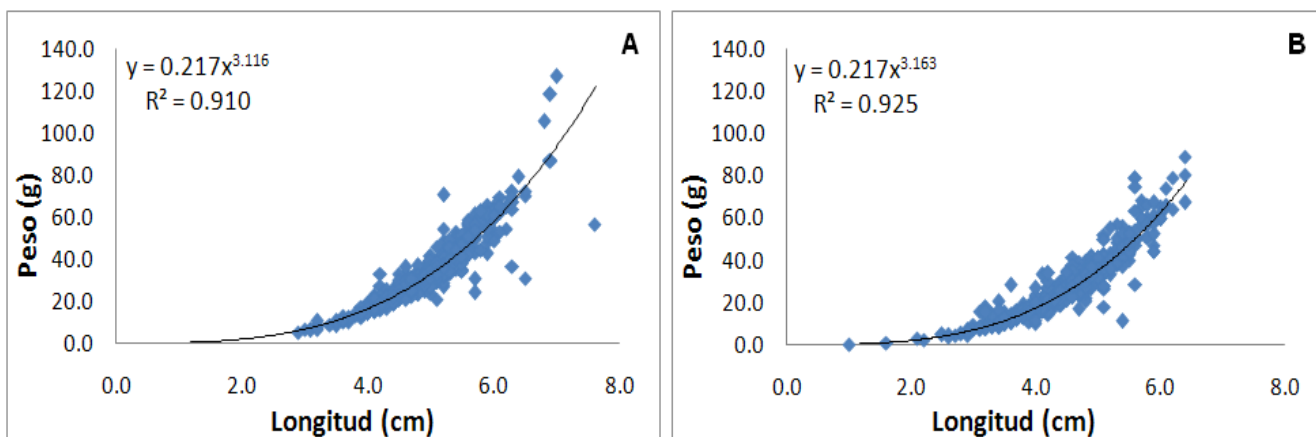 A
y = 0.217x^3.116
R² = 0.910
140.0
120.0
100.0
80.0
60.0
40.0
20.0
0.0
Peso (g)
0.0 2.0 4.0 6.0 8.0
Longitud (cm)
B
y = 0.217x^3.163
R² = 0.925
140.0
120.0
100.0
80.0
60.0
40.0
20.0
0.0
Peso (g)
0.0 2.0 4.0 6.0 8.0
Longitud (cm)